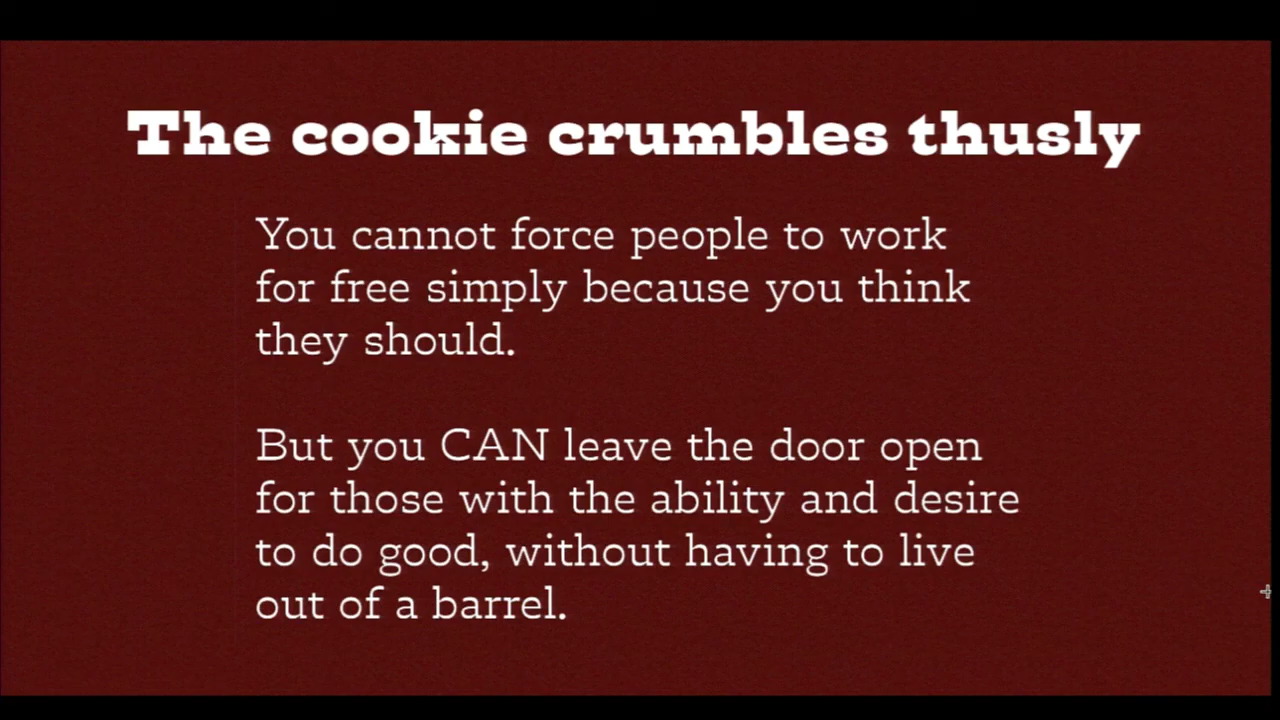 The cookie crumbles thusly
You cannot force people to work
for free simply because you think
they should.
But you CAN leave the door open
for those with the ability and desire
to do good, without having to live
out of a barrel.